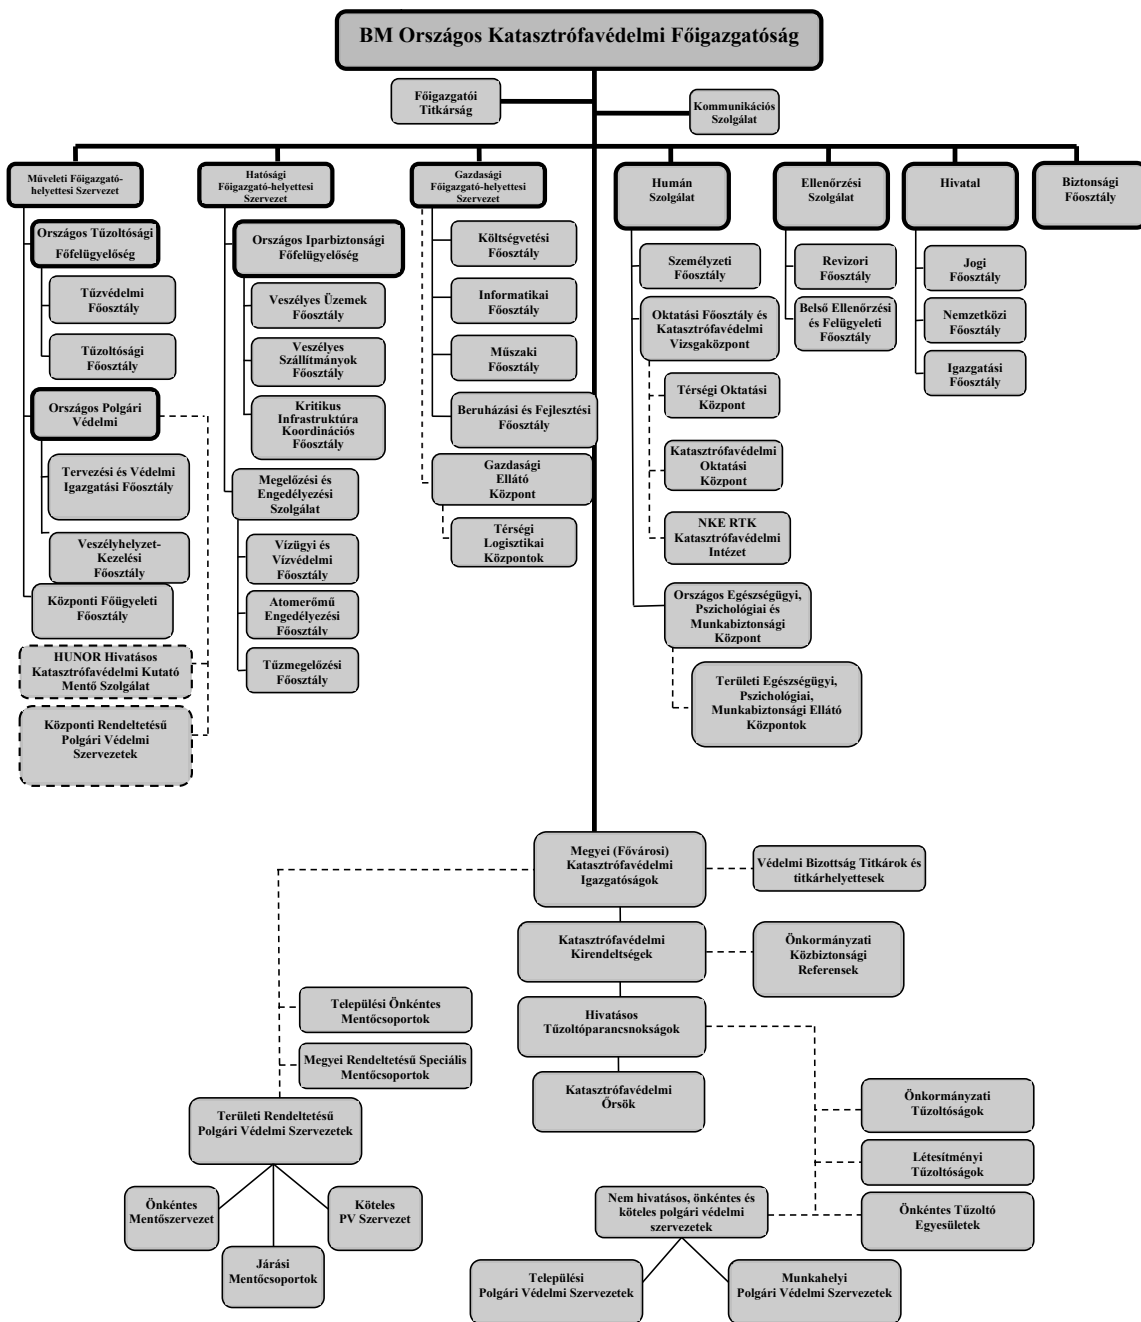 BM Országos Katasztrófavédelmi Főigazgatóság
Főigazgatói
Titkárság
Kommunikációs
Szolgálat
Műveleti Főigazgató-
helyettesi Szervezet
Országos Tűzoltósági
Főfelügyelőség
Tűzvédelmi
Főosztály
Tűzoltósági
Főosztály
Országos Polgári
Védelmi
Tervezési és Védelmi
Igazgatási Főosztály
Veszélyhelyzet-
Kezelési
Főosztály
Központi Főügyeleti
Főosztály
HUNOR Hivatásos
Katasztrófavédelmi Kutató
Mentő Szolgálat
Központi Rendeltetésű
Polgári Védelmi
Szervezetek
Hatósági
Főigazgató-helyettesi
Szervezet
Országos Iparbiztonsági
Főfelügyelőség
Veszélyes Üzemek
Főosztály
Veszélyes
Szállítmányok
Főosztály
Kritikus
Infrastruktúra
Koordinációs
Főosztály
Megelőzési és
Engedélyezési
Szolgálat
Vízügyi és
Vízvédelmi
Főosztály
Atomerőmű
Engedélyezési
Főosztály
Tűzmegelőzési
Főosztály
Gazdasági
Főigazgató-helyettesi
Szervezet
Költségvetési
Főosztály
Informatikai
Főosztály
Műszaki
Főosztály
Beruházási és Fejlesztési
Főosztály
Gazdasági
Ellátó
Központ
Térségi
Logisztikai
Központok
Humán
Szolgálat
Személyzeti
Főosztály
Oktatási Főosztály és
Katasztrófavédelmi
Vizsgaközpont
Térségi Oktatási
Központ
Katasztrófavédelmi
Oktatási
Központ
NKE RTK
Katasztrófavédelmi
Intézet
Országos Egészségügyi,
Pszichológiai és
Munkabiztonsági
Központ
Területi Egészségügyi,
Pszichológiai,
Munkabiztonsági Ellátó
Központok
Ellenőrzési
Szolgálat
Revizori
Főosztály
Belső Ellenőrzési
és Felügyeleti
Főosztály
Hivatal
Jogi
Főosztály
Nemzetközi
Főosztály
Igazgatási
Főosztály
Biztonsági
Főosztály
Megyei (Fővárosi)
Katasztrófavédelmi
Igazgatóságok
Védelmi Bizottság Titkárok és
titkárhelyettesek
Katasztrófavédelmi
Kirendeltségek
Önkormányzati
Közbiztonsági
Referensek
Hivatásos
Tűzoltóparancsnokságok
Katasztrófavédelmi
Őrsök
Települési Önkéntes
Mentőcsoportok
Megyei Rendeltetésű Speciális
Mentőcsoportok
Területi Rendeltetésű
Polgári Védelmi Szervezetek
Önkéntes
Mentőszervezet
Járási
Mentőcsoportok
Köteles
PV Szervezet
Önkormányzati
Tűzoltóságok
Létesítményi
Tűzoltóságok
Önkéntes Tűzoltó
Egyesületek
Nem hivatásos, önkéntes és
köteles polgári védelmi
szervezetek
Települési
Polgári Védelmi Szervezetek
Munkahelyi
Polgári Védelmi Szervezetek